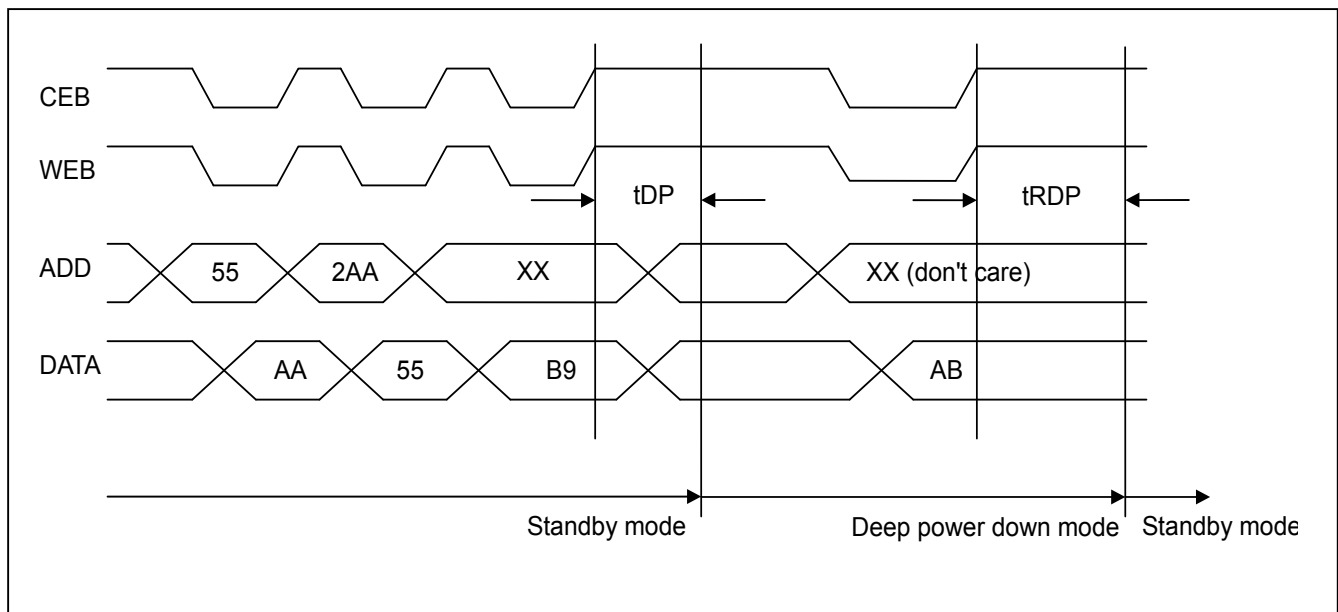 CEB
WEB
tDP
tRDP
ADD
55
2AA
XX
XX (don't care)
DATA
AA
55
B9
AB
Standby mode
Deep power down mode
Standby mode